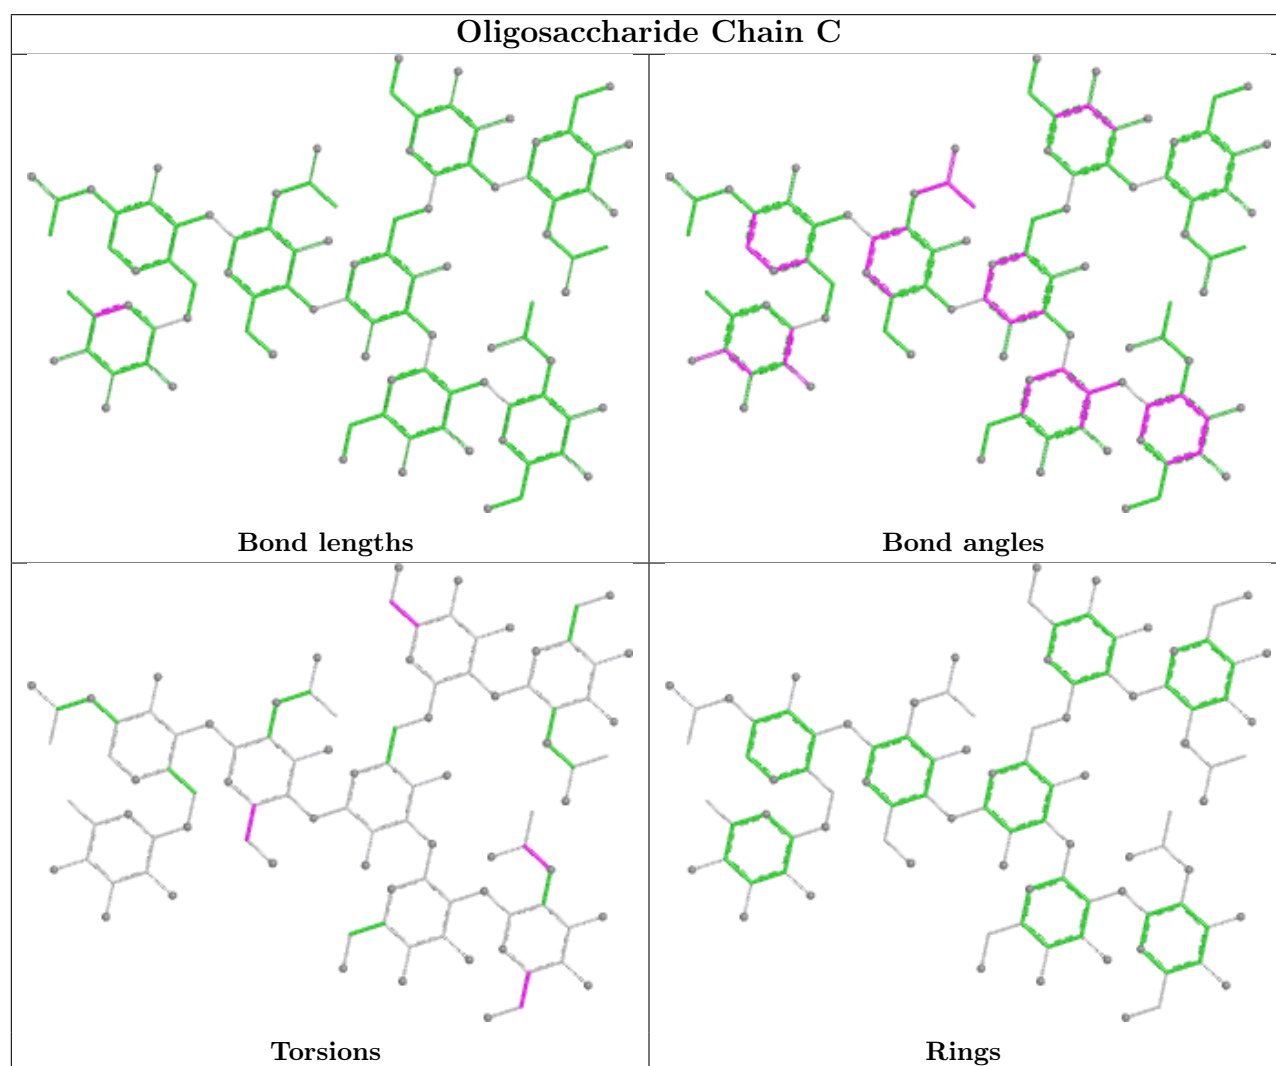 Oligosaccharide Chain C
Bond lengths
Bond angles
Torsions
Rings